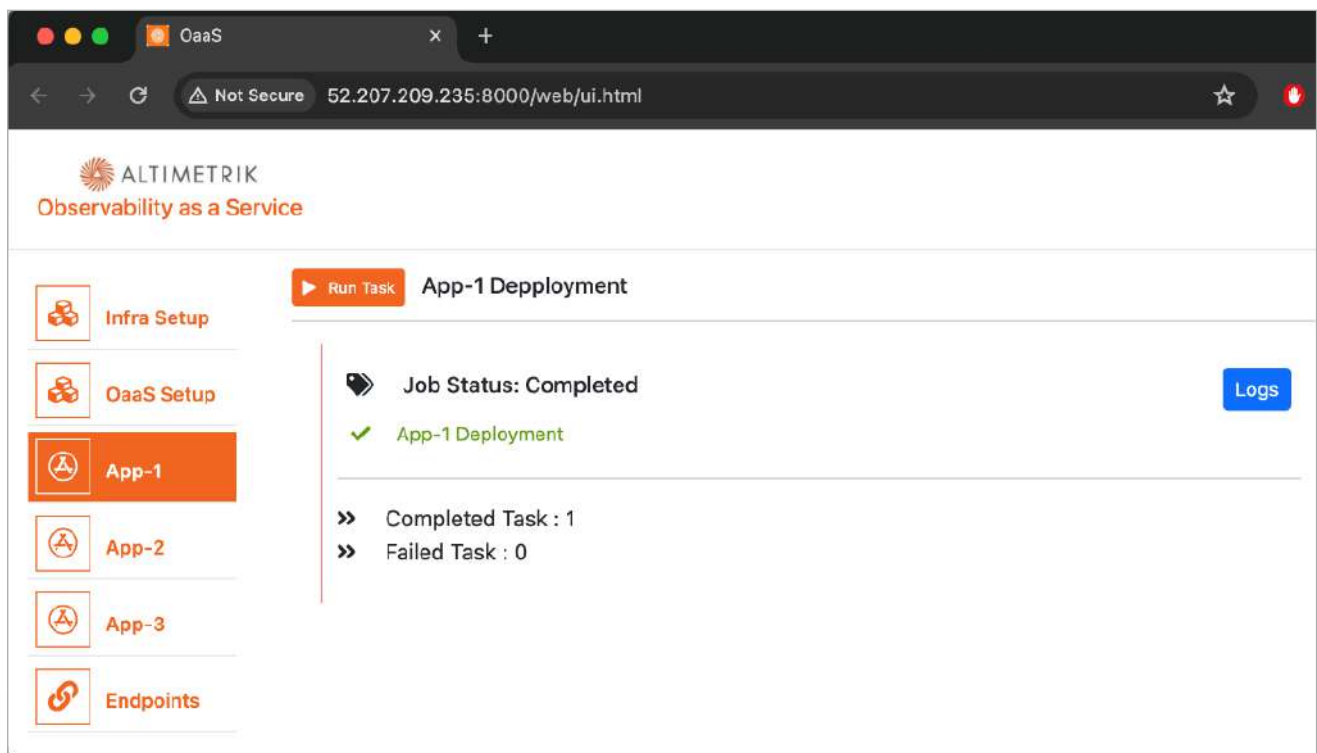 OaaS
Not Secure 52.207.209.235:8000/web/ui.html
ALTIMETRIK
Observability as a Service
Run Task App-1 Depployment
Infra Setup
OaaS Setup
App-1
App-2
App-3
Endpoints
Job Status: Completed
Logs
App-1 Deployment
Completed Task : 1
Failed Task : 0